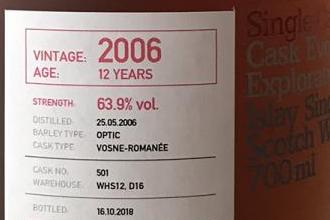 VINTAGE: 2006
AGE: 12 YEARS
STRENGTH: 63.9% vol.
DISTILLED: 25.05.2006
BARLEY TYPE: OPTIC
CASK TYPE: VOSNE-ROMANÉE
CASK NO: 501
WAREHOUSE: WHS12, D16
BOTTLED: 16.10.2018
Single
Cask Ev
Explorat
Islay Sin
Scotch W
700ml